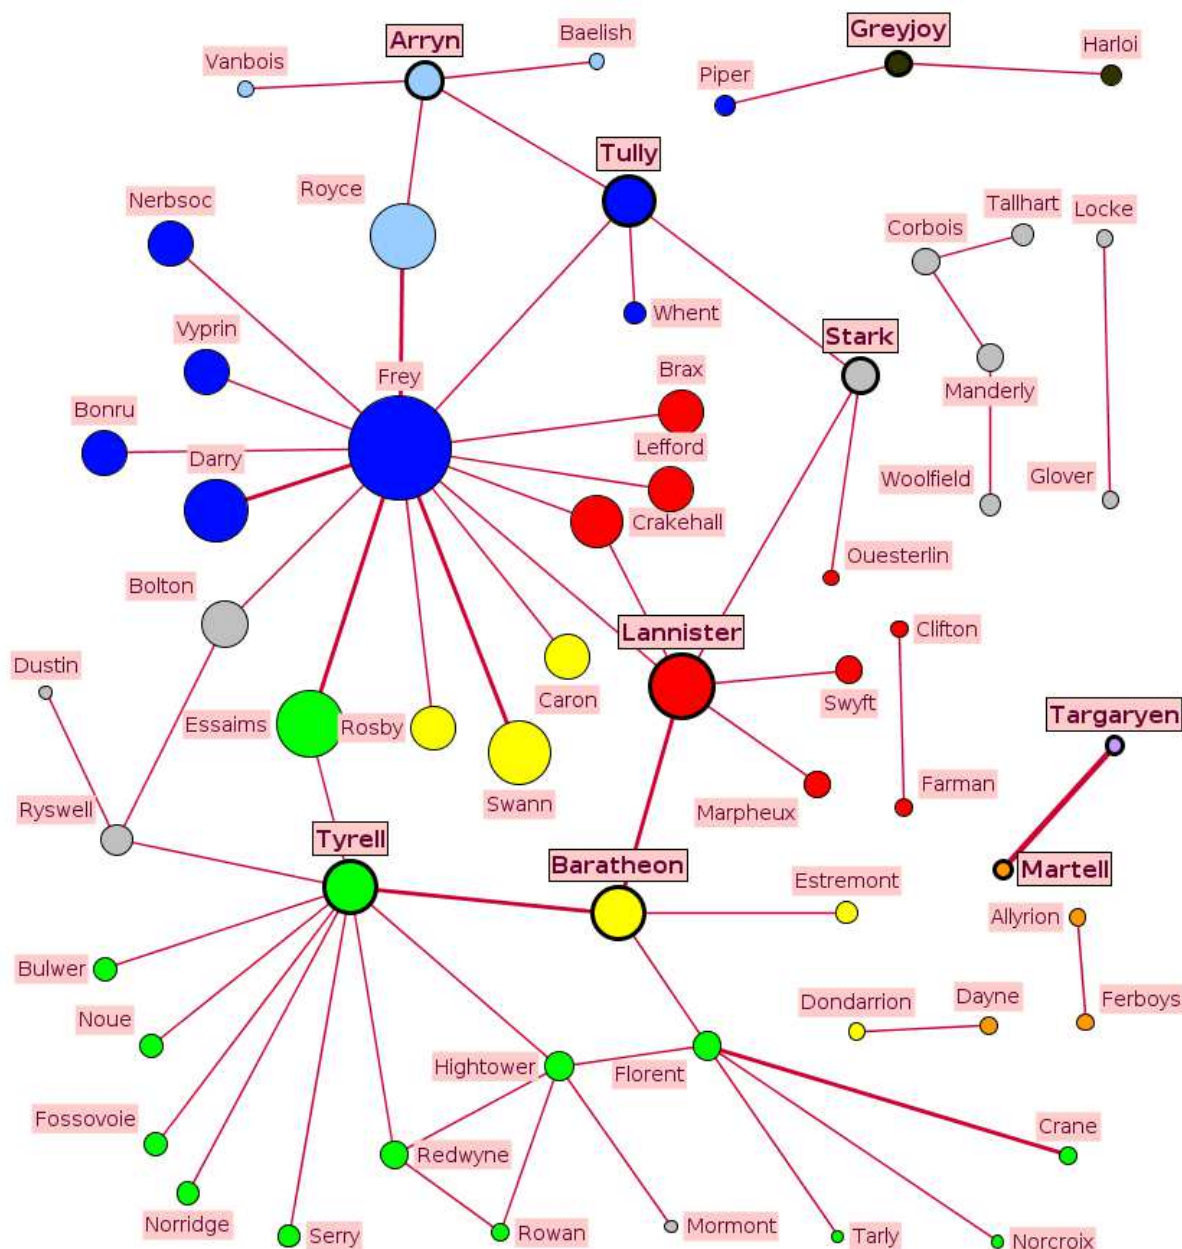 Baelish
Greyjoy
Arryn
Harloi
Vanbois
Piper
Tully
Royce
Nerbsoc
Tallhart
Locke
Corbois
Whent
Vyprin
Stark
Frey
Brax
Manderly
Bonru
Lefford
Darry
Woolfield
Glover
Crakehall
Ouesterlin
Bolton
Clifton
Lannister
Dustin
Caron
Swyft
Essaims
Rosby
Targaryen
Farman
Swann
Marpheux
Ryswell
Tyrell
Baratheon
Martell
Estremont
Allyrion
Bulwer
Dondarrion
Dayne
Ferboys
Noue
Hightower
Florent
Fossovoie
Crane
Redwyne
Norridge
Serry
Rowan
Mormont
Tarly
Norcroix